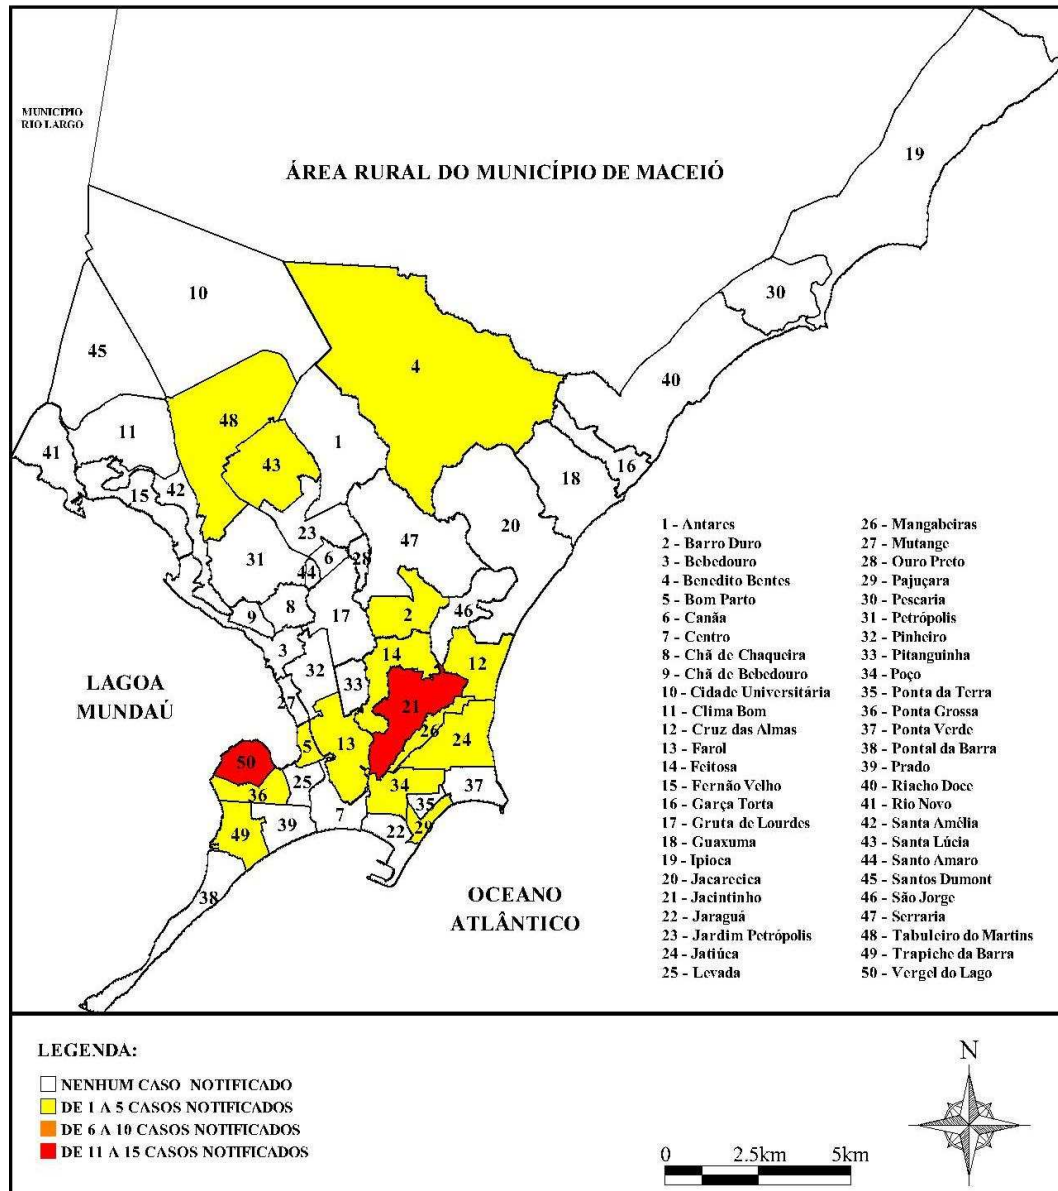 MUNICÍPIO
RIO LARGO
ÁREA RURAL DO MUNICÍPIO DE MACEIÓ
19
10
30
45
4
40
48
11
41
43
1
16
18
15
42
20
23
47
31
6
28
44
9
8
17
2
46
3
14
12
32
33
LAGOA
MUNDAÚ
27
21
26
5
13
24
50
25
34
37
36
35
49
39
7
22
29
38
OCEANO
ATLÂNTICO
1 - Antares
2 - Barro Duro
3 - Bebedouro
4 - Benedito Bentes
5 - Bom Parto
6 - Canãa
7 - Centro
8 - Chã de Chaqueira
9 - Chã de Bebedouro
10 - Cidade Universitária
11 - Clima Bom
12 - Cruz das Almas
13 - Farol
14 - Feitosa
15 - Fernão Velho
16 - Garça Torta
17 - Gruta de Lourdes
18 - Guaxuma
19 - Ipioca
20 - Jacarecica
21 - Jacintinho
22 - Jaraguá
23 - Jardim Petrópolis
24 - Jatiúca
25 - Levada
26 - Mangabeiras
27 - Mutange
28 - Ouro Preto
29 - Pajuçara
30 - Pescaria
31 - Petrópolis
32 - Pinheiro
33 - Pitanguinha
34 - Poço
35 - Ponta da Terra
36 - Ponta Grossa
37 - Ponta Verde
38 - Pontal da Barra
39 - Prado
40 - Riacho Doce
41 - Rio Novo
42 - Santa Amélia
43 - Santa Lúcia
44 - Santo Amaro
45 - Santos Dumont
46 - São Jorge
47 - Serraria
48 - Tabuleiro do Martins
49 - Trapiche da Barra
50 - Vergel do Lago
LEGENDA:
NENHUM CASO NOTIFICADO
DE 1 A 5 CASOS NOTIFICADOS
DE 6 A 10 CASOS NOTIFICADOS
DE 11 A 15 CASOS NOTIFICADOS
N
0 2.5km 5km